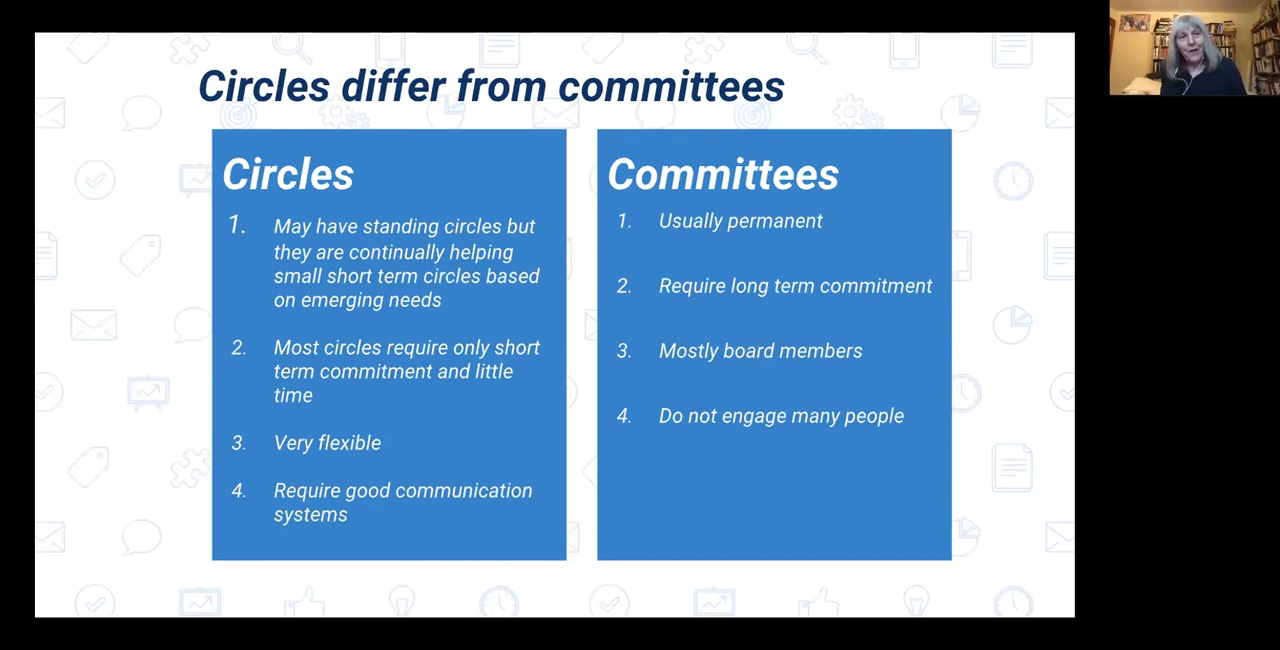 Circles differ from committees
Circles
1. May have standing circles but
they are continually helping
small short term circles based
on emerging needs
2. Most circles require only short
term commitment and little
time
3. Very flexible
4. Require good communication
systems
Committees
1. Usually permanent
2. Require long term commitment
3. Mostly board members
4. Do not engage many people